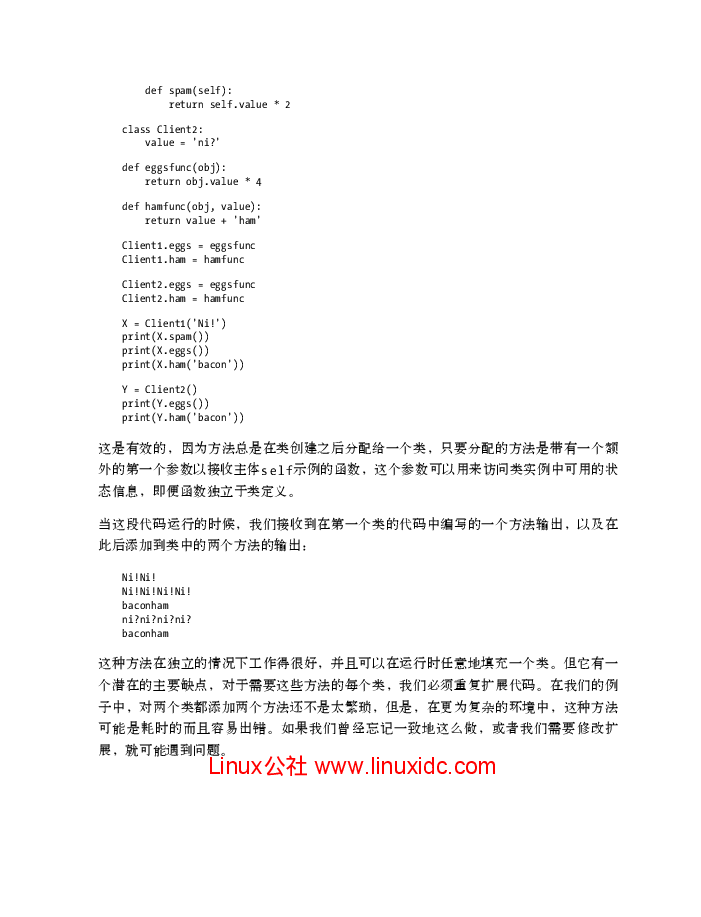 def spam(self):
return self.value * 2
class Client2:
value = 'ni?'
def eggsfunc(obj):
return obj.value * 4
def hamfunc(obj, value):
return value + 'ham'
Client1.eggs = eggsfunc
Client1.ham = hamfunc
Client2.eggs = eggsfunc
Client2.ham = hamfunc
X = Client1('Ni!')
print(X.spam())
print(X.eggs())
print(X.ham('bacon'))
Y = Client2()
print(Y.eggs())
print(Y.ham('bacon'))
这是有效的，因为方法总是在类创建之后分配给一个类，只要分配的方法是带有一个额
外的第一个参数以接收主体self示例的函数，这个参数可以用来访问类实例中可用的状
态信息，即便函数独立于类定义。
当这段代码运行的时候，我们接收到在第一个类的代码中编写的一个方法输出，以及在
此后添加到类中的两个方法的输出：
Ni!Ni!
Ni!Ni!Ni!Ni!
baconham
ni?ni?ni?ni?
baconham
这种方法在独立的情况下工作得很好，并且可以在运行时任意地填充一个类。但它有一
个潜在的主要缺点，对于需要这些方法的每个类，我们必须重复扩展代码。在我们的例
子中，对两个类都添加两个方法还不是太繁琐，但是，在更为复杂的环境中，这种方法
可能是耗时的而且容易出错。如果我们曾经忘记一致地这么做，或者我们需要修改扩
展，就可能遇到问题。
Linux公社 www.linuxidc.com